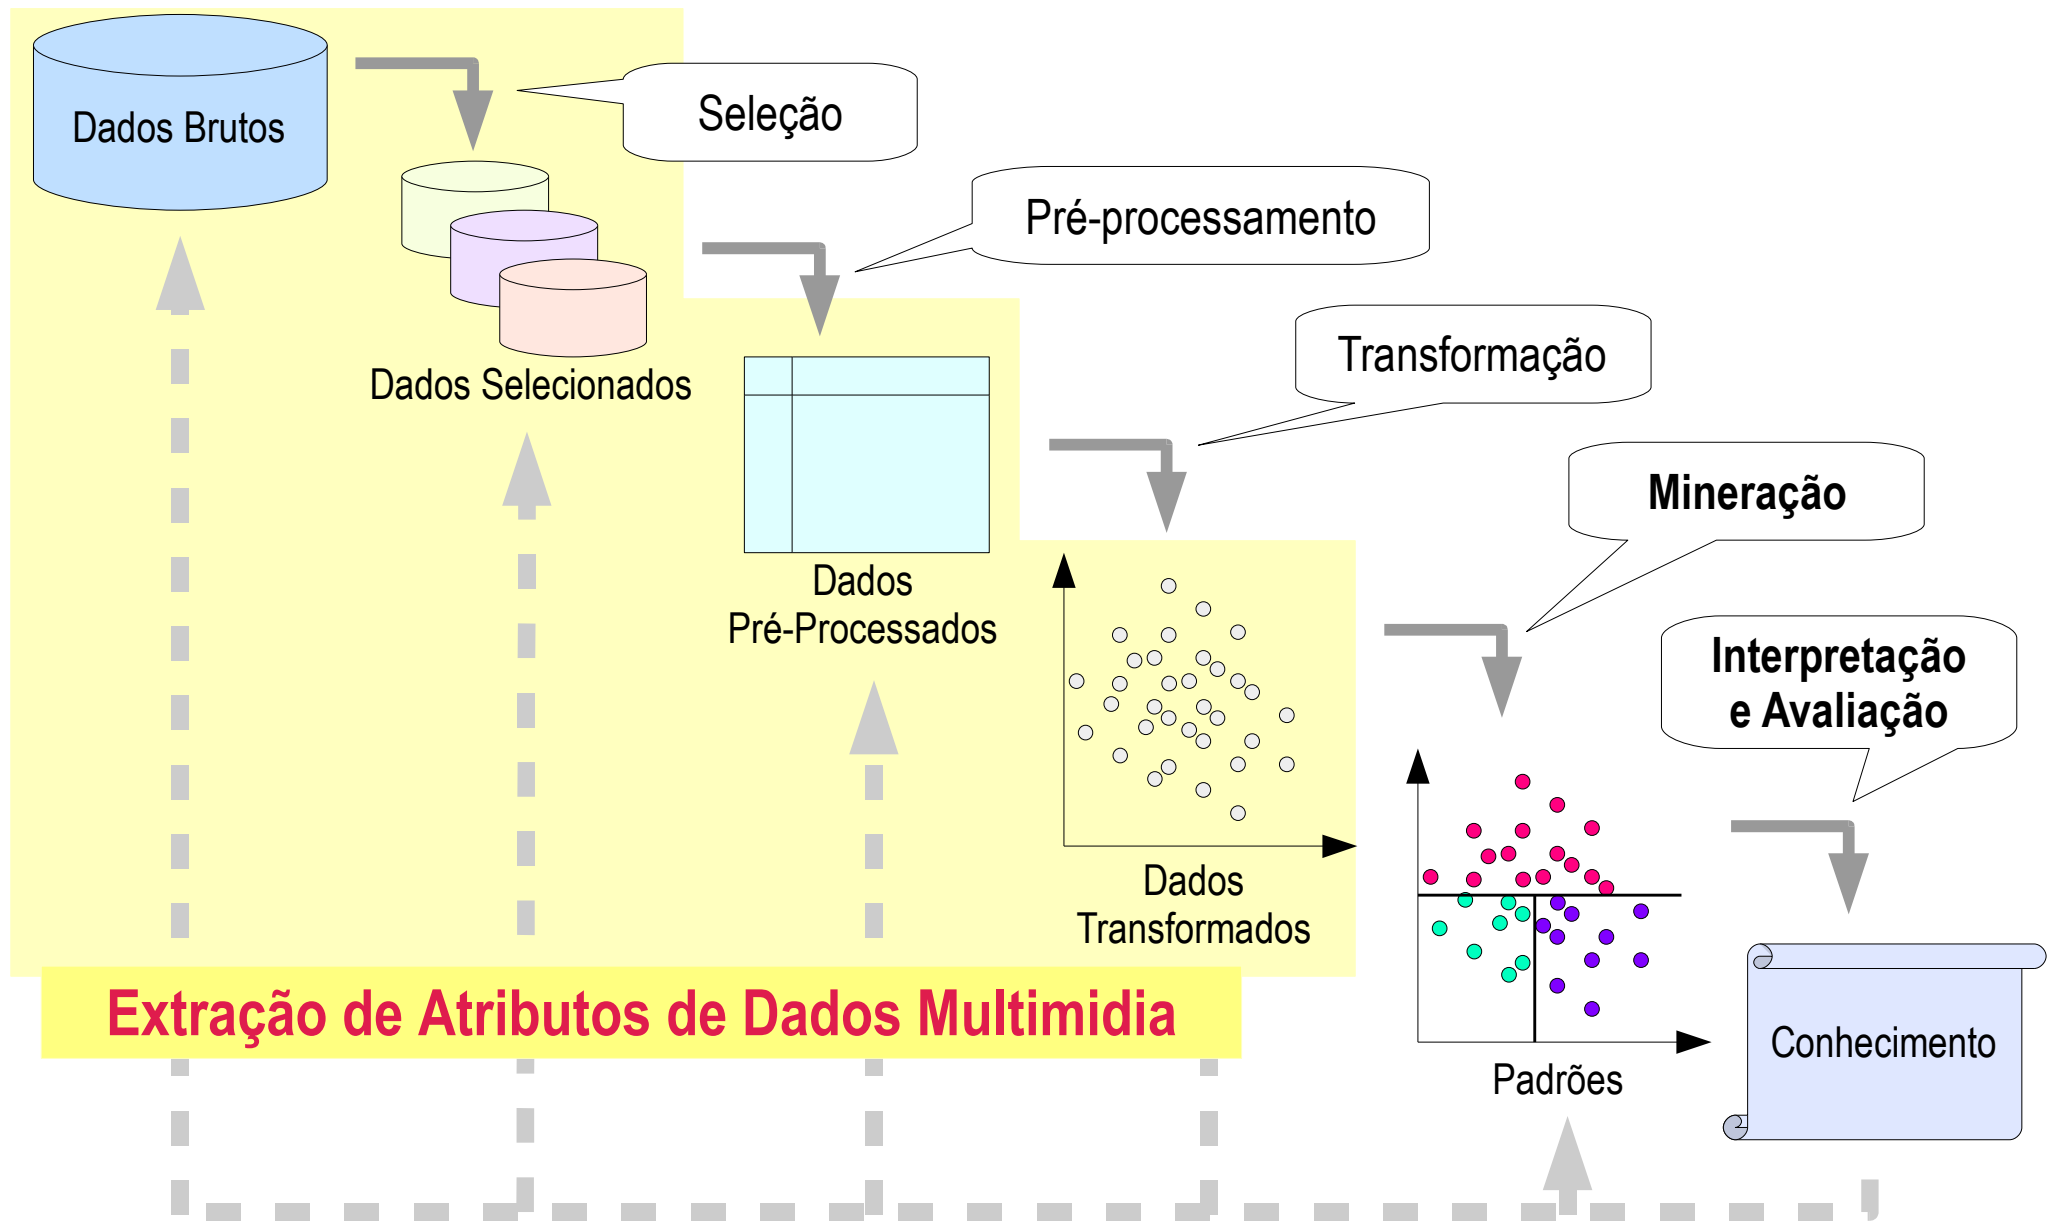 Dados Brutos
Seleção
Dados Selecionados
Pré-processamento
Dados
Pré-Processados
Transformação
Dados
Transformados
Mineração
Padrões
Interpretação
e Avaliação
Conhecimento
Extração de Atributos de Dados Multimidia